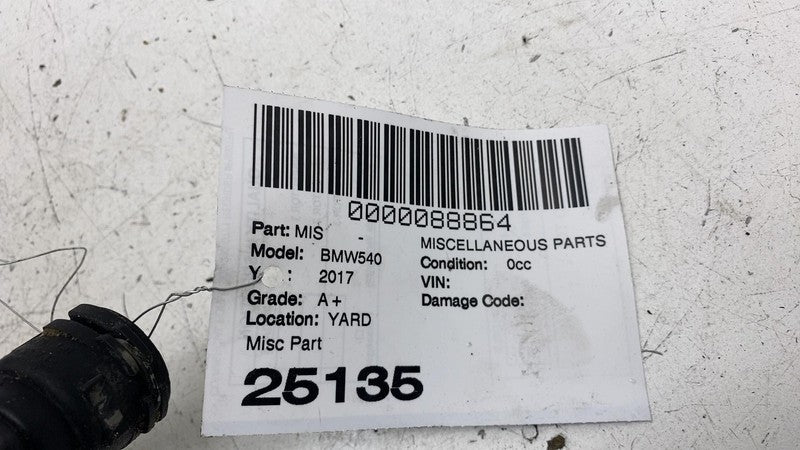 0000088864
Part: MIS - MISCELLANEOUS PARTS
Model: BMW540 Condition: 0cc
: 2017 VIN:
Grade: A + Damage Code:
Location: YARD
Misc Part
25135